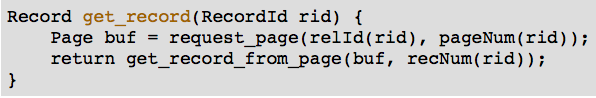 Record get_record(RecordId rid) {
    Page buf = request_page(relId(rid), pageNum(rid));
    return get_record_from_page(buf, recNum(rid));
}